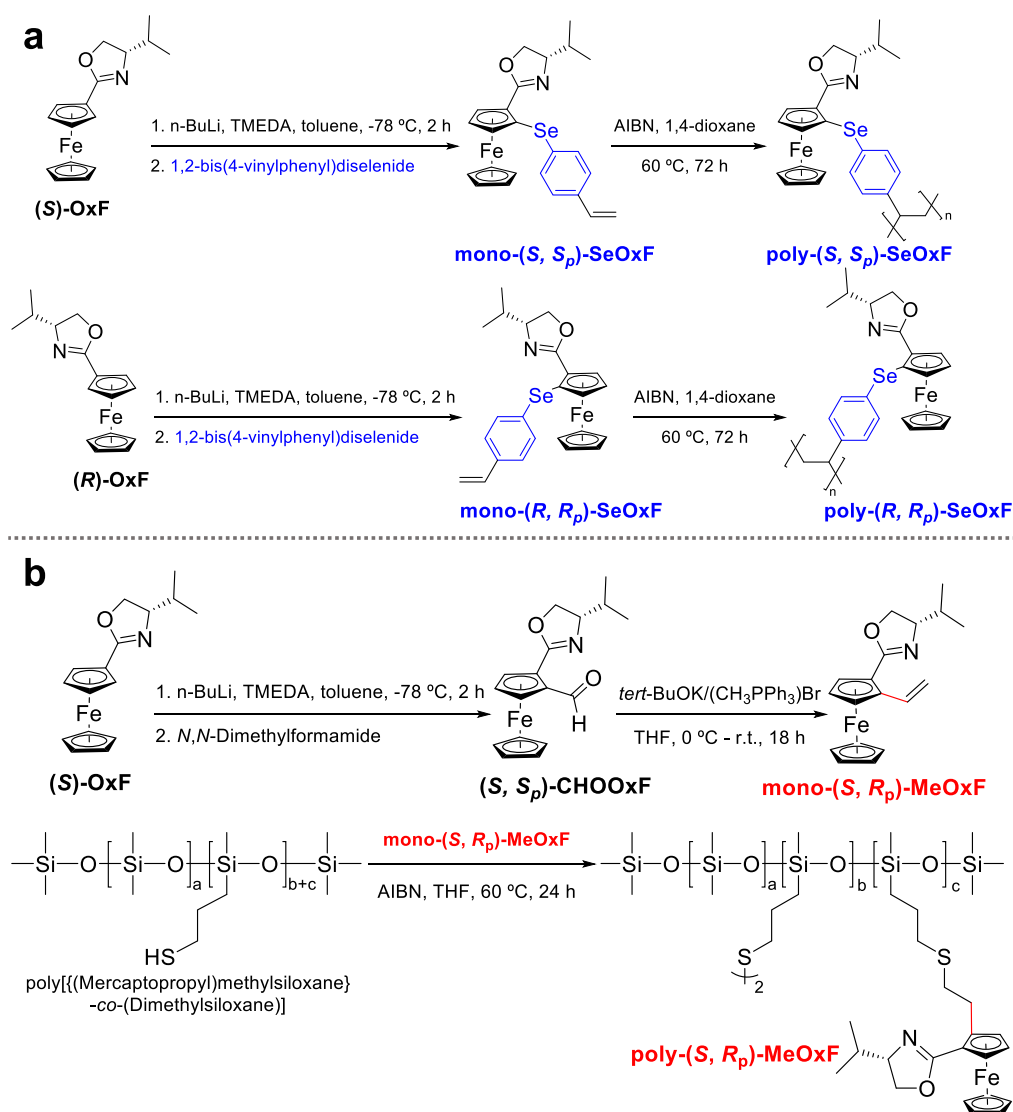 a
O
N
Fe
(S)-OxF
1. n-BuLi, TMEDA, toluene, -78 ºC, 2 h
2. 1,2-bis(4-vinylphenyl)diselenide
O
N
Se
Fe
mono-(S, Sp)-SeOxF
AIBN, 1,4-dioxane
60 ºC, 72 h
O
N
Se
Fe
n
poly-(S, Sp)-SeOxF
O
N
Fe
(R)-OxF
1. n-BuLi, TMEDA, toluene, -78 ºC, 2 h
2. 1,2-bis(4-vinylphenyl)diselenide
O
N
Se
Fe
mono-(R, Rp)-SeOxF
AIBN, 1,4-dioxane
60 ºC, 72 h
O
N
Se
Fe
n
poly-(R, Rp)-SeOxF
b
O
N
Fe
(S)-OxF
1. n-BuLi, TMEDA, toluene, -78 ºC, 2 h
2. N,N-Dimethylformamide
O
N
O
H
Fe
(S, Sp)-CHOOxF
tert-BuOK/(CH3PPh3)Br
THF, 0 ºC - r.t., 18 h
O
N
Fe
mono-(S, Rp)-MeOxF
Si O Si O a Si O b+c Si
HS
poly[{(Mercaptopropyl)methylsiloxane}
-co-(Dimethylsiloxane)]
mono-(S, Rp)-MeOxF
AIBN, THF, 60 ºC, 24 h
Si O Si O a Si O b Si O c Si
S
2
S
poly-(S, Rp)-MeOxF
N
O
Fe